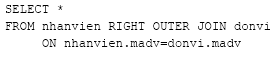 SELECT *
FROM nhanvien RIGHT OUTER JOIN donvi
ON nhanvien.madv=donvi.madv